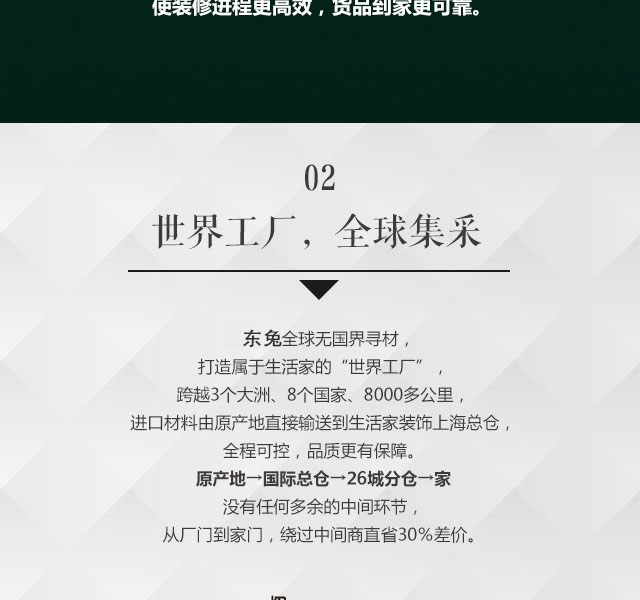 使装修进程更高效，货品到家更可靠。
02
世界工厂，全球集采
东兔全球无国界寻材，
打造属于生活家的“世界工厂”，
跨越3个大洲、8个国家、8000多公里，
进口材料由原产地直接输送到生活家装饰上海总仓，
全程可控，品质更有保障。
原产地→国际总仓→26城分仓→家
没有任何多余的中间环节，
从厂门到家门，绕过中间商直省30%差价。